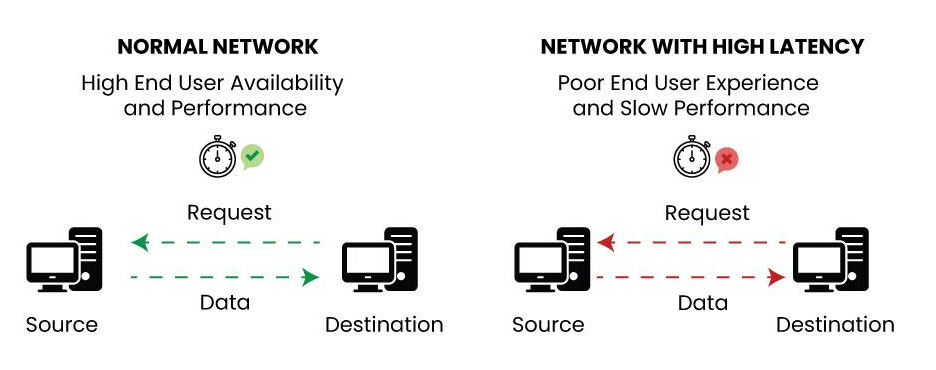 NORMAL NETWORK
High End User Availability
and Performance
Request
Data
Source
Destination
NETWORK WITH HIGH LATENCY
Poor End User Experience
and Slow Performance
Request
Data
Source
Destination